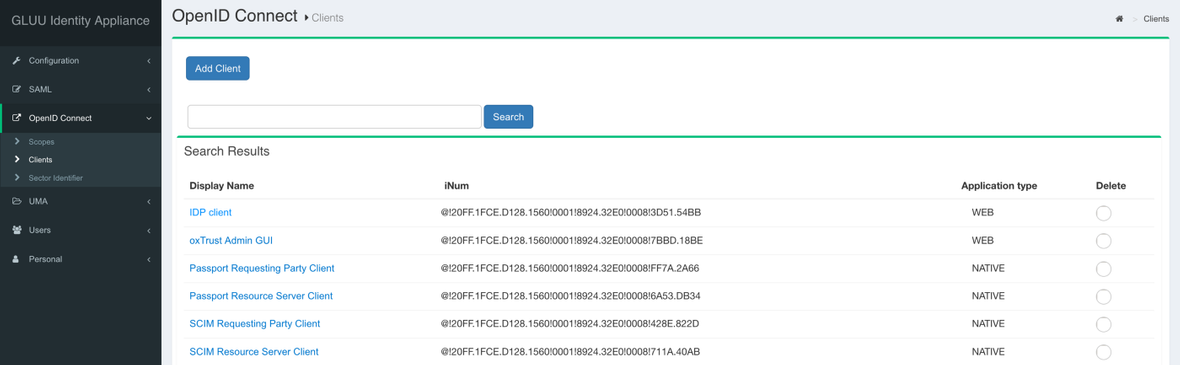 GLUU Identity Appliance
OpenID Connect Clients
Clients
Configuration
SAML
OpenID Connect
Scopes
Clients
Sector Identifier
UMA
Users
Personal
Add Client
Search
Search Results
Display Name iNum Application type Delete
IDP client @!20FF.1FCE.D128.1560!0001!8924.32E0!0008!3D51.54BB WEB
oxTrust Admin GUI @!20FF.1FCE.D128.1560!0001!8924.32E0!0008!7BBD.18BE WEB
Passport Requesting Party Client @!20FF.1FCE.D128.1560!0001!8924.32E0!0008!FF7A.2A66 NATIVE
Passport Resource Server Client @!20FF.1FCE.D128.1560!0001!8924.32E0!0008!6A53.DB34 NATIVE
SCIM Requesting Party Client @!20FF.1FCE.D128.1560!0001!8924.32E0!0008!428E.822D NATIVE
SCIM Resource Server Client @!20FF.1FCE.D128.1560!0001!8924.32E0!0008!711A.40AB NATIVE